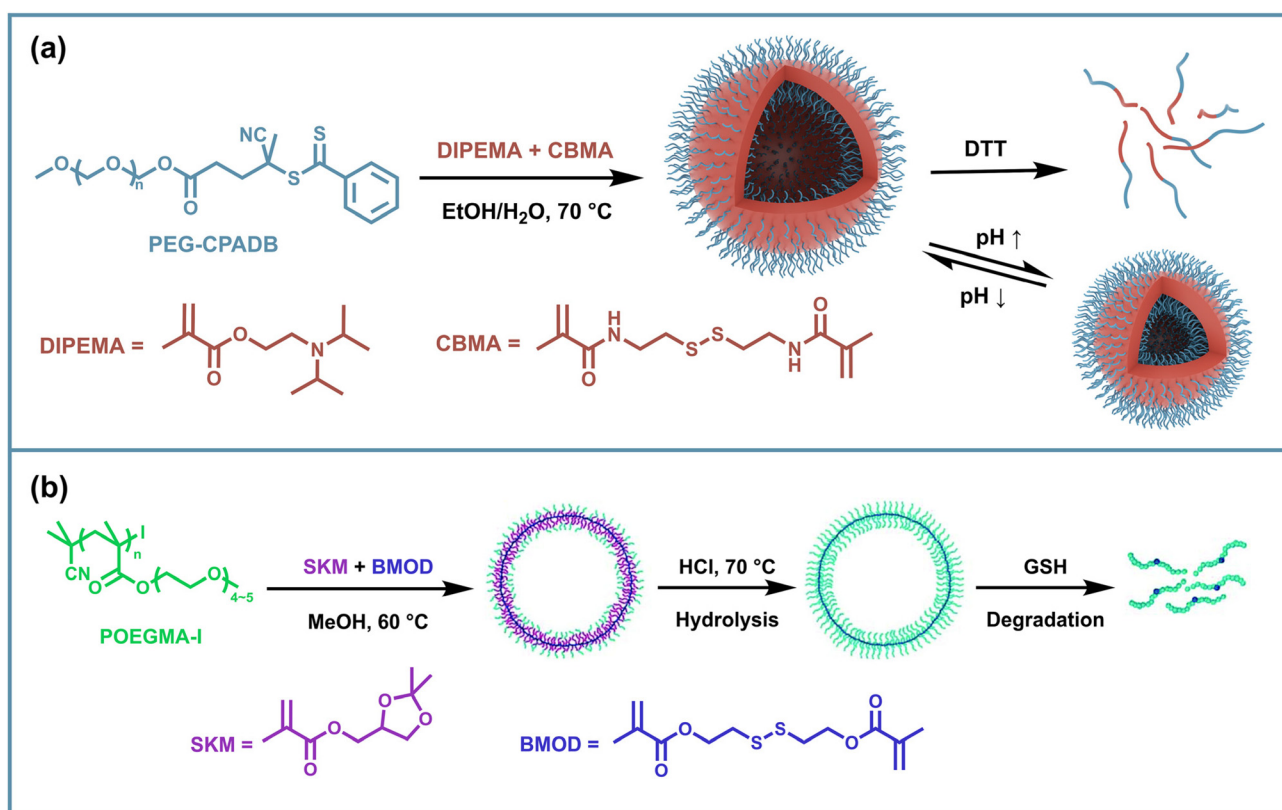 (a)
O
O
n
O
O
NC
S
S
PEG-CPADB
DIPEMA + CBMA
EtOH/H₂O, 70 °C
DTT
pH ↑
pH ↓
DIPEMA =
O
O
N
CBMA =
O
H
N
S
S
N
H
O
(b)
I
n
CN
O
O
O
4~5
POEGMA-I
SKM + BMOD
MeOH, 60 °C
HCl, 70 °C
Hydrolysis
GSH
Degradation
SKM =
O
O
O
O
BMOD =
O
O
S
S
O
O